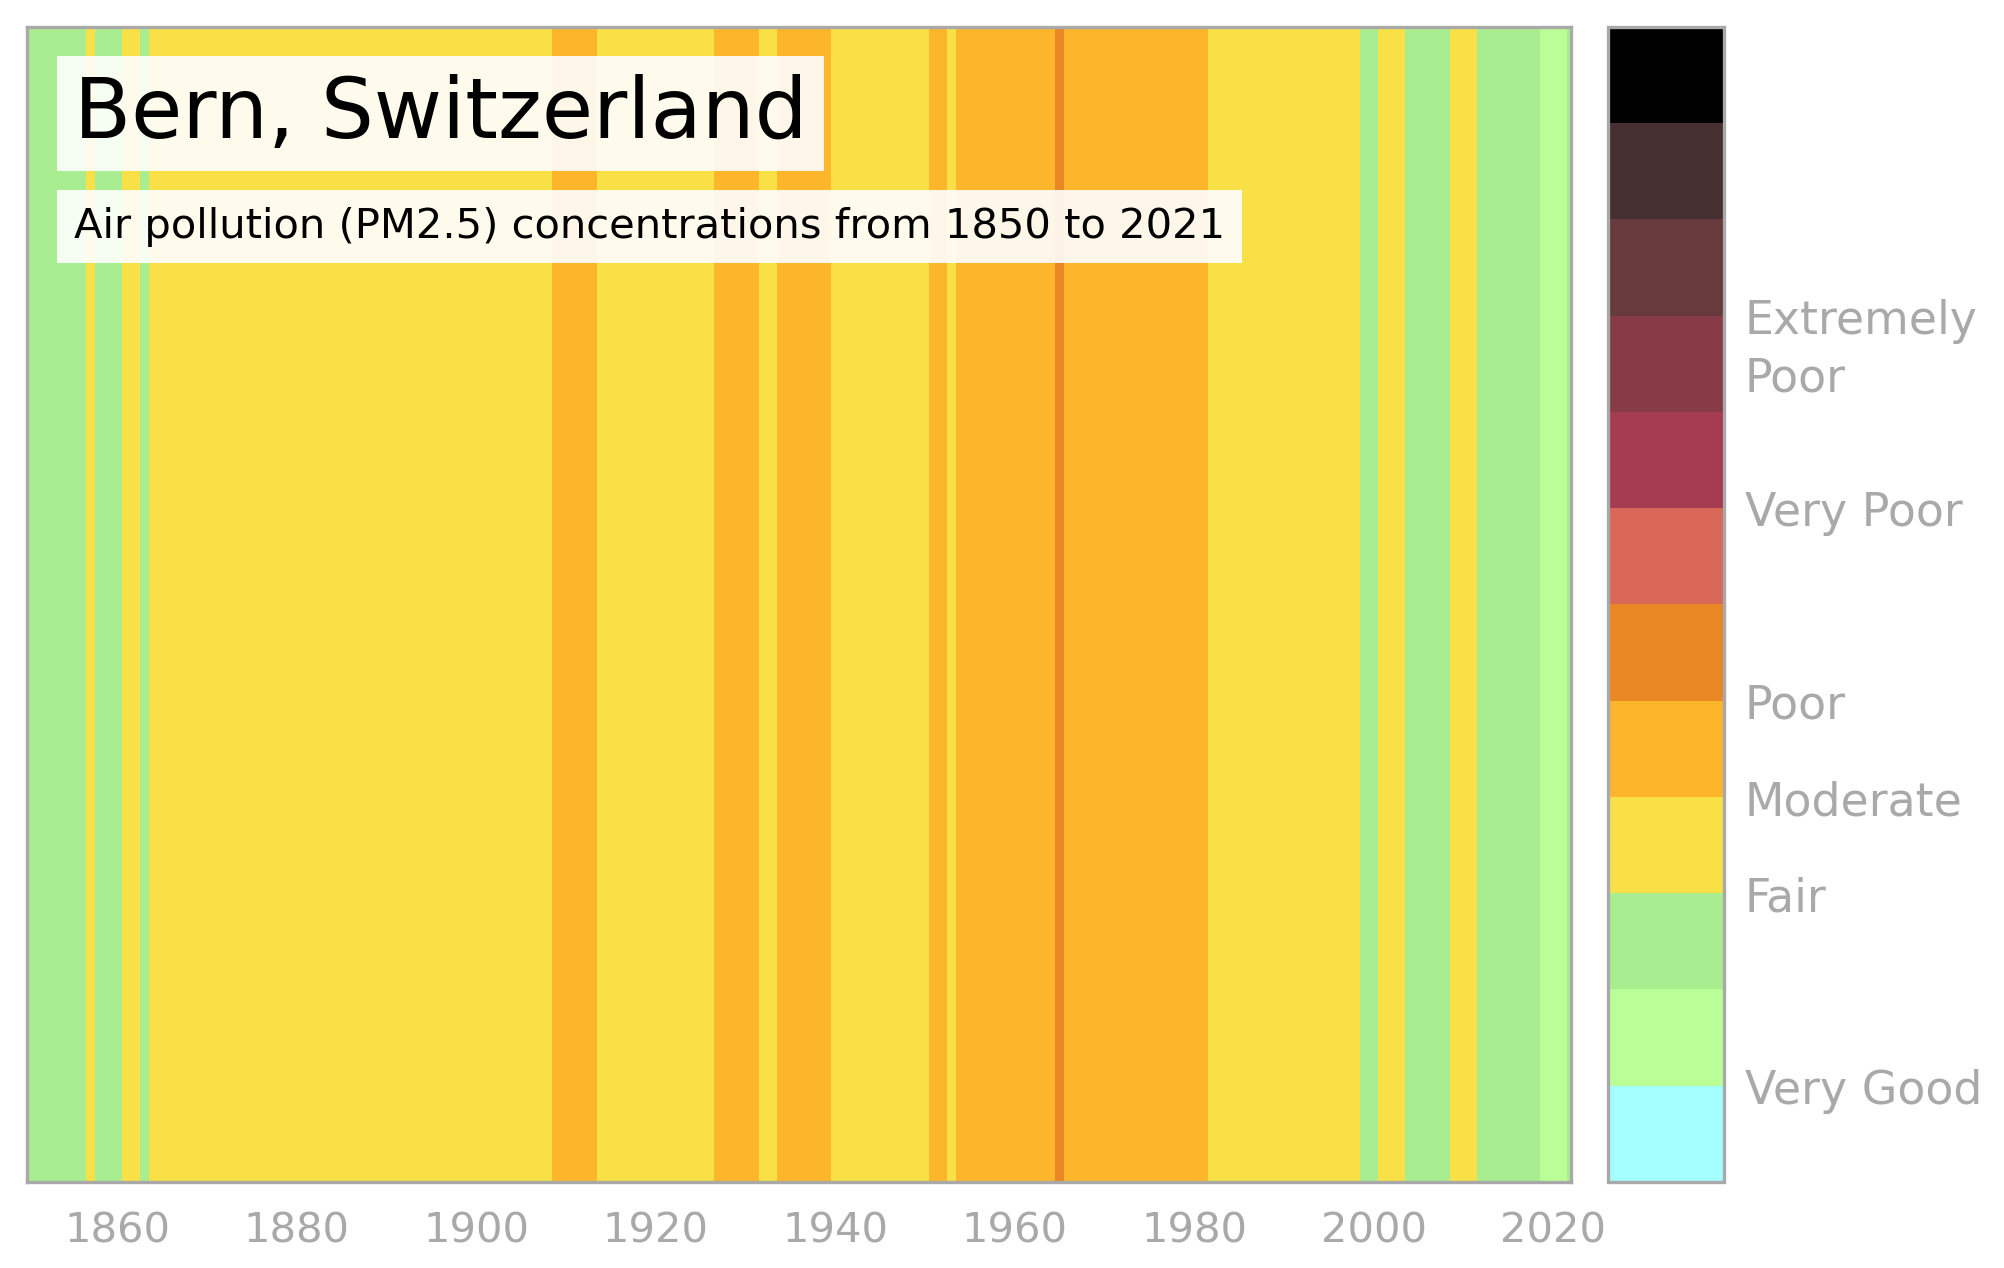 Bern, Switzerland
Air pollution (PM2.5) concentrations from 1850 to 2021
Extremely
Poor
Very Poor
Poor
Moderate
Fair
Very Good
1860 1880 1900 1920 1940 1960 1980 2000 2020